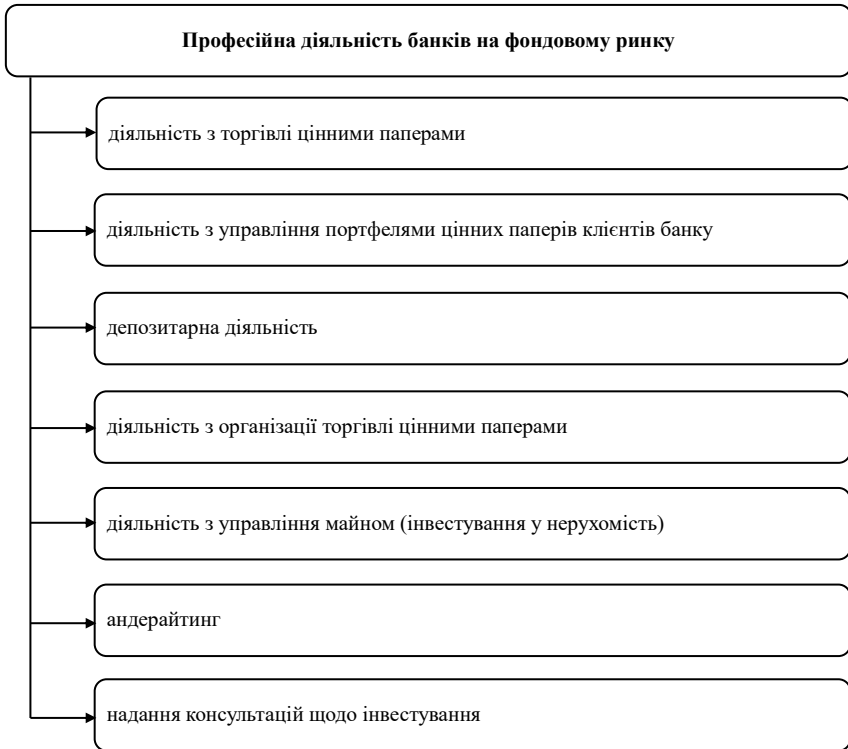 Професійна діяльність банків на фондовому ринку
діяльність з торгівлі цінними паперами
діяльність з управління портфелями цінних паперів клієнтів банку
депозитарна діяльність
діяльність з організації торгівлі цінними паперами
діяльність з управління майном (інвестування у нерухомість)
андерайтинг
надання консультацій щодо інвестування